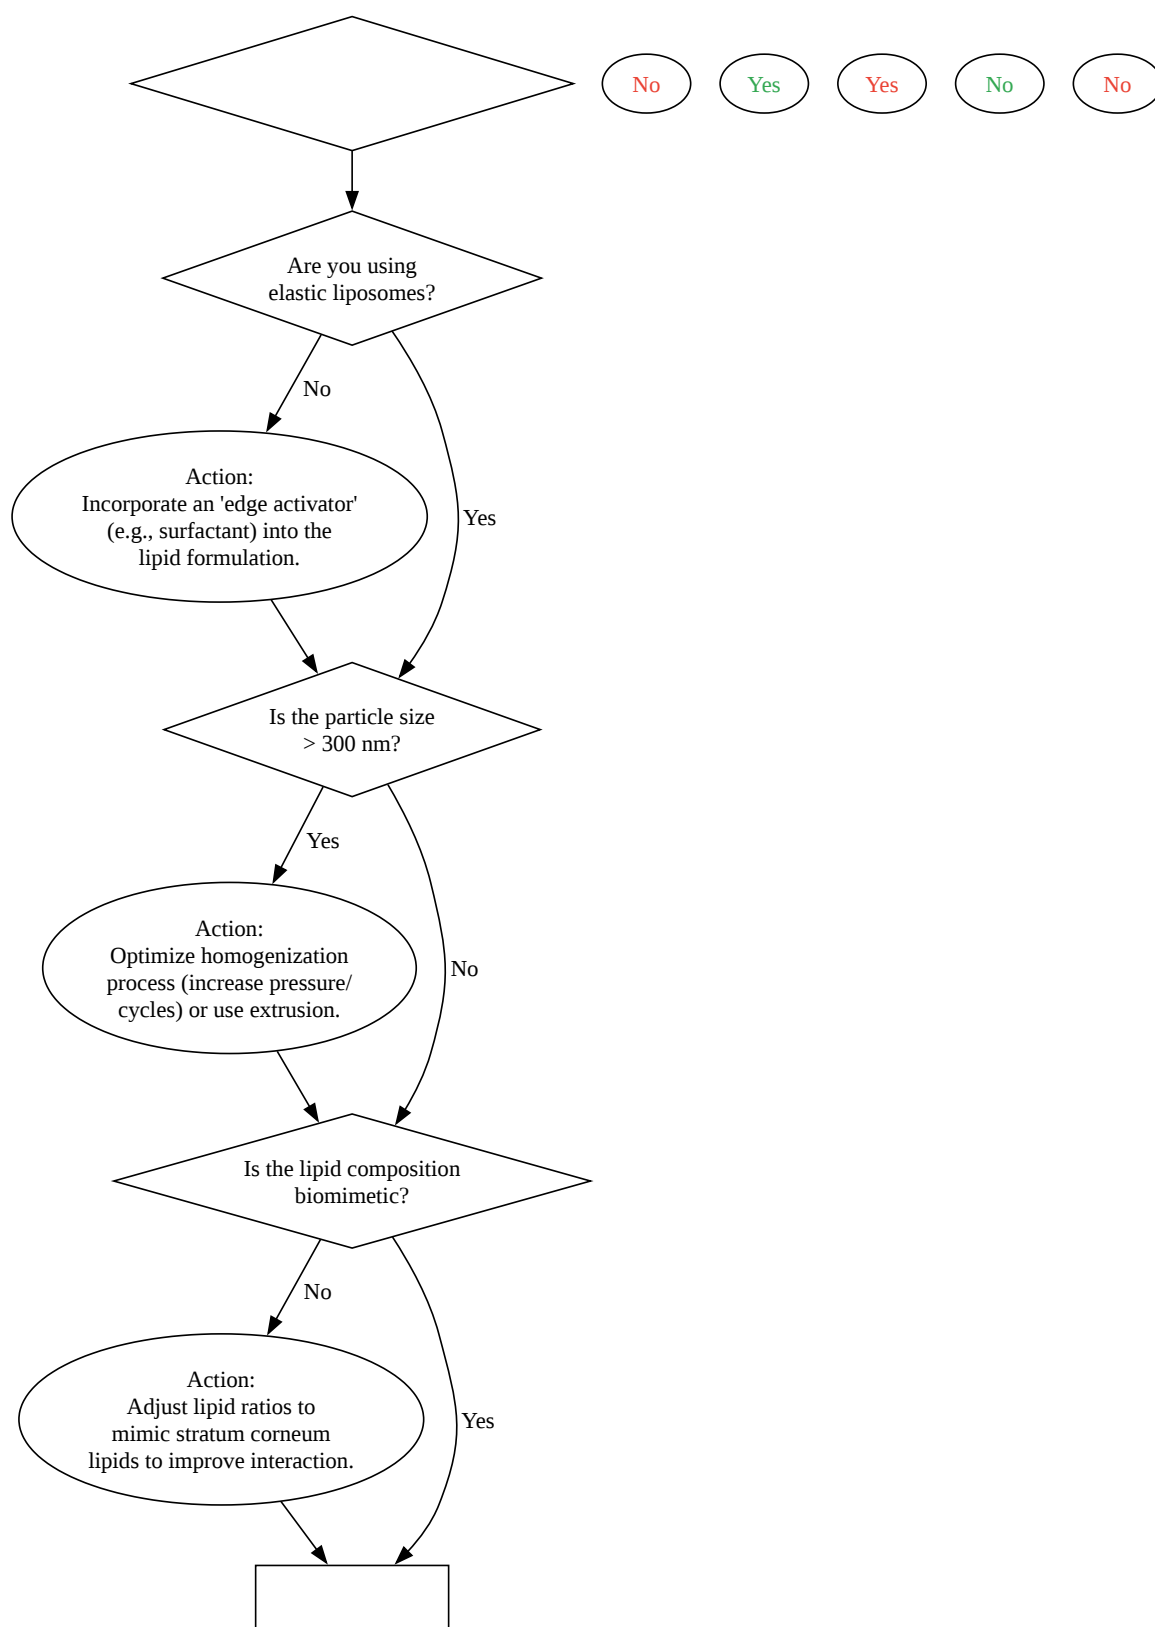 No
Yes
Yes
No
No
Are you using
elastic liposomes?
No
Action:
Incorporate an 'edge activator'
(e.g., surfactant) into the
lipid formulation.
Yes
Is the particle size
> 300 nm?
Yes
Action:
Optimize homogenization
process (increase pressure/
cycles) or use extrusion.
No
Is the lipid composition
biomimetic?
No
Action:
Adjust lipid ratios to
mimic stratum corneum
lipids to improve interaction.
Yes